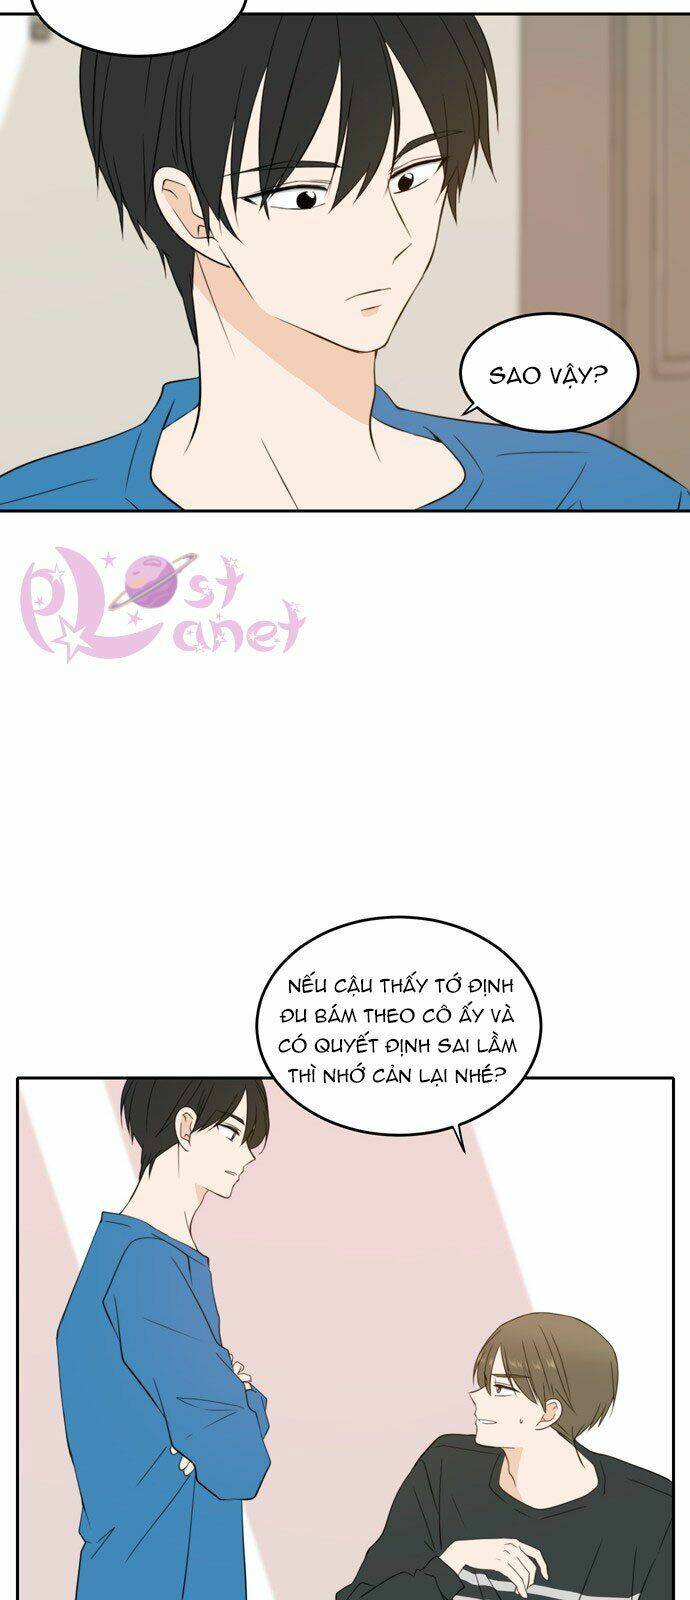 SAO VẬY?
Lost
Planet
NẾU CẬU THẤY TỚ ĐỊNH
ĐU BÁM THEO CÔ ẤY VÀ
CÓ QUYẾT ĐỊNH SAI LẦM
THÌ NHỚ CẢN LẠI NHÉ?